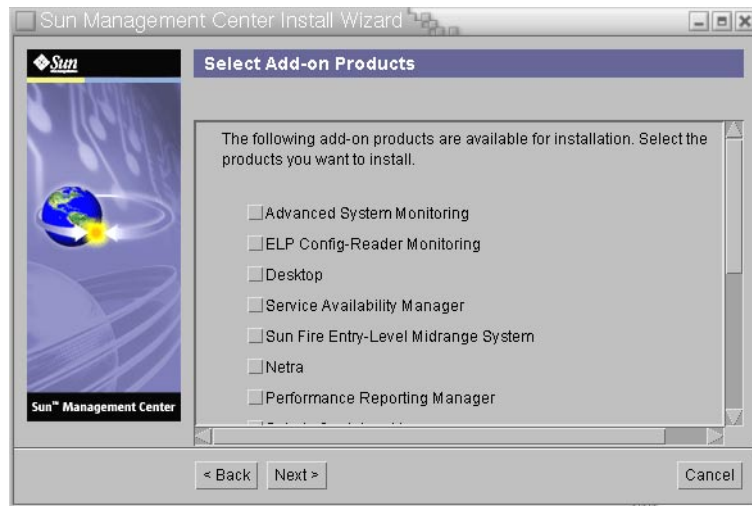 Sun Management Center Install Wizard
Sun
Select Add-on Products
The following add-on products are available for installation. Select the
products you want to install.
Advanced System Monitoring
ELP Config-Reader Monitoring
Desktop
Service Availability Manager
Sun Fire Entry-Level Midrange System
Netra
Performance Reporting Manager
Sun™ Management Center
< Back
Next >
Cancel